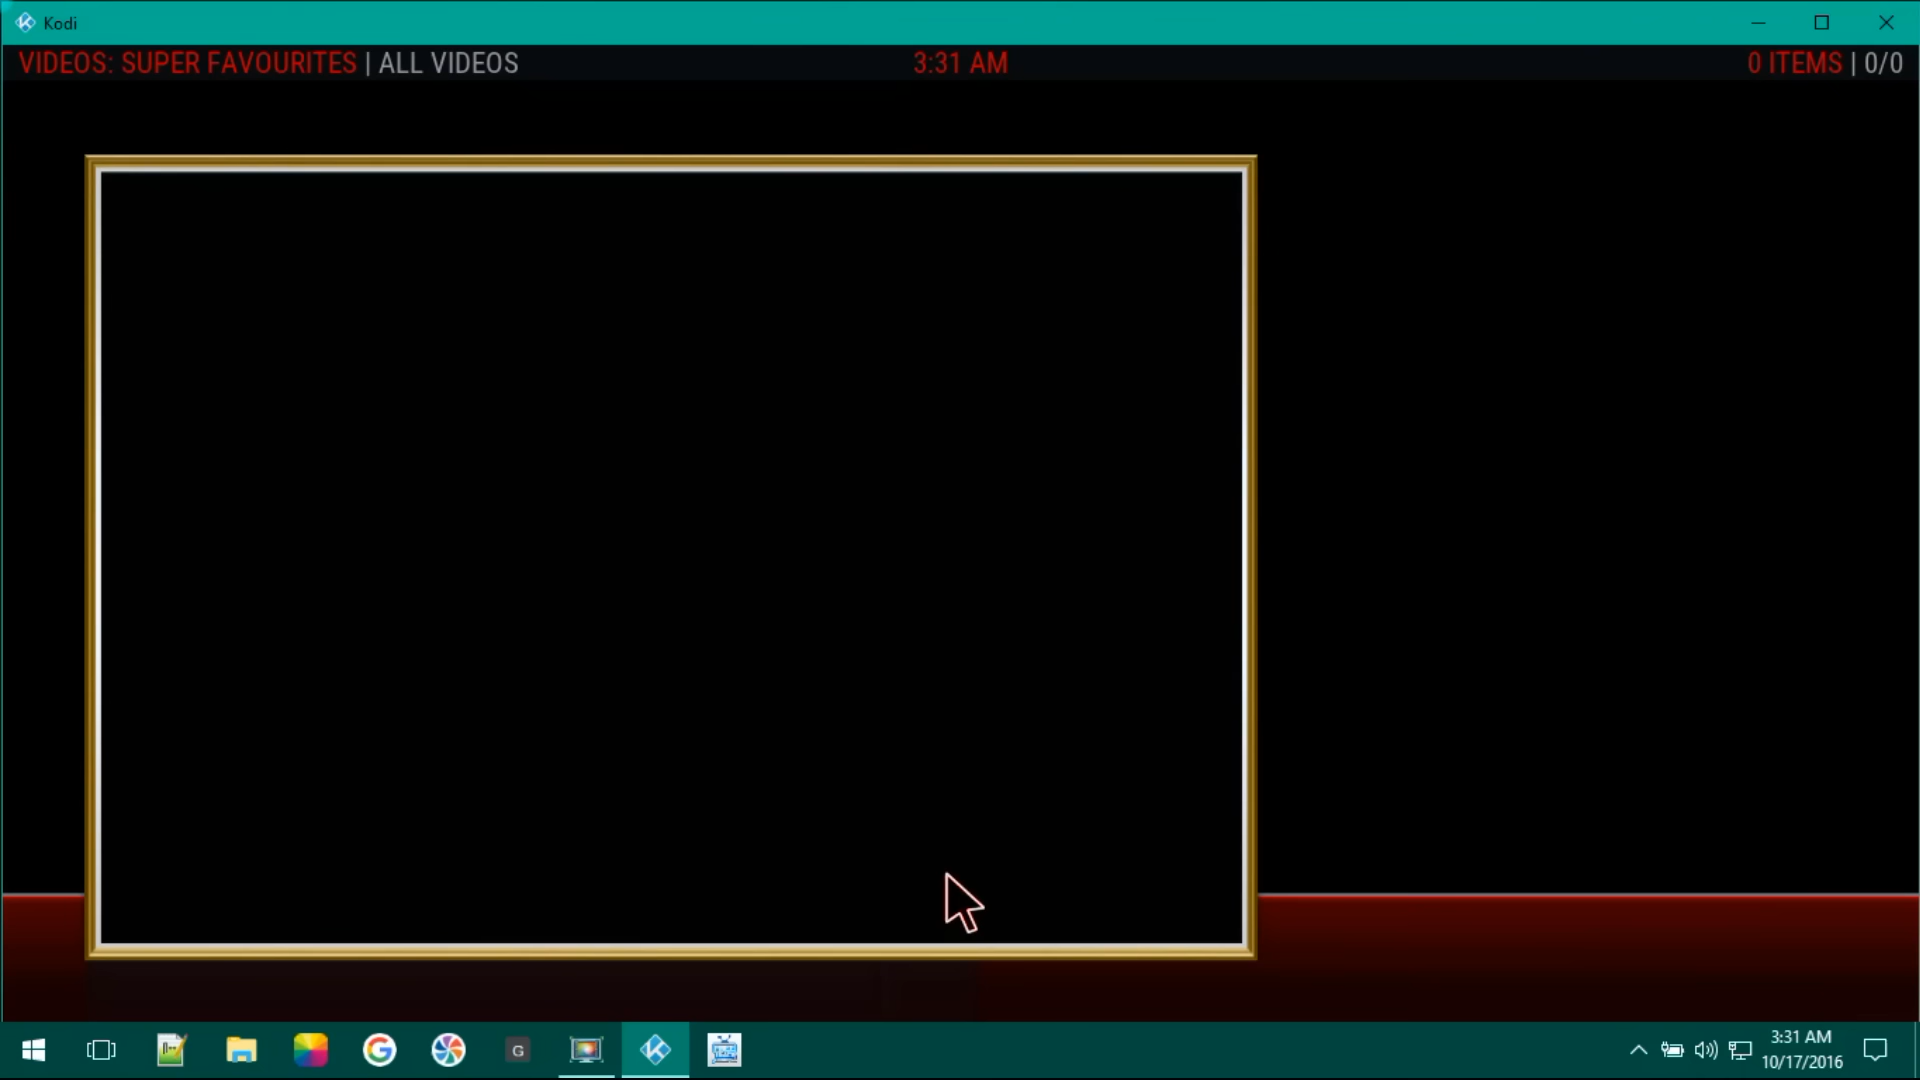 Kodi
VIDEOS: SUPER FAVOURITES | ALL VIDEOS
3:31 AM
0 ITEMS | 0/0
G
G
3:31 AM
10/17/2016